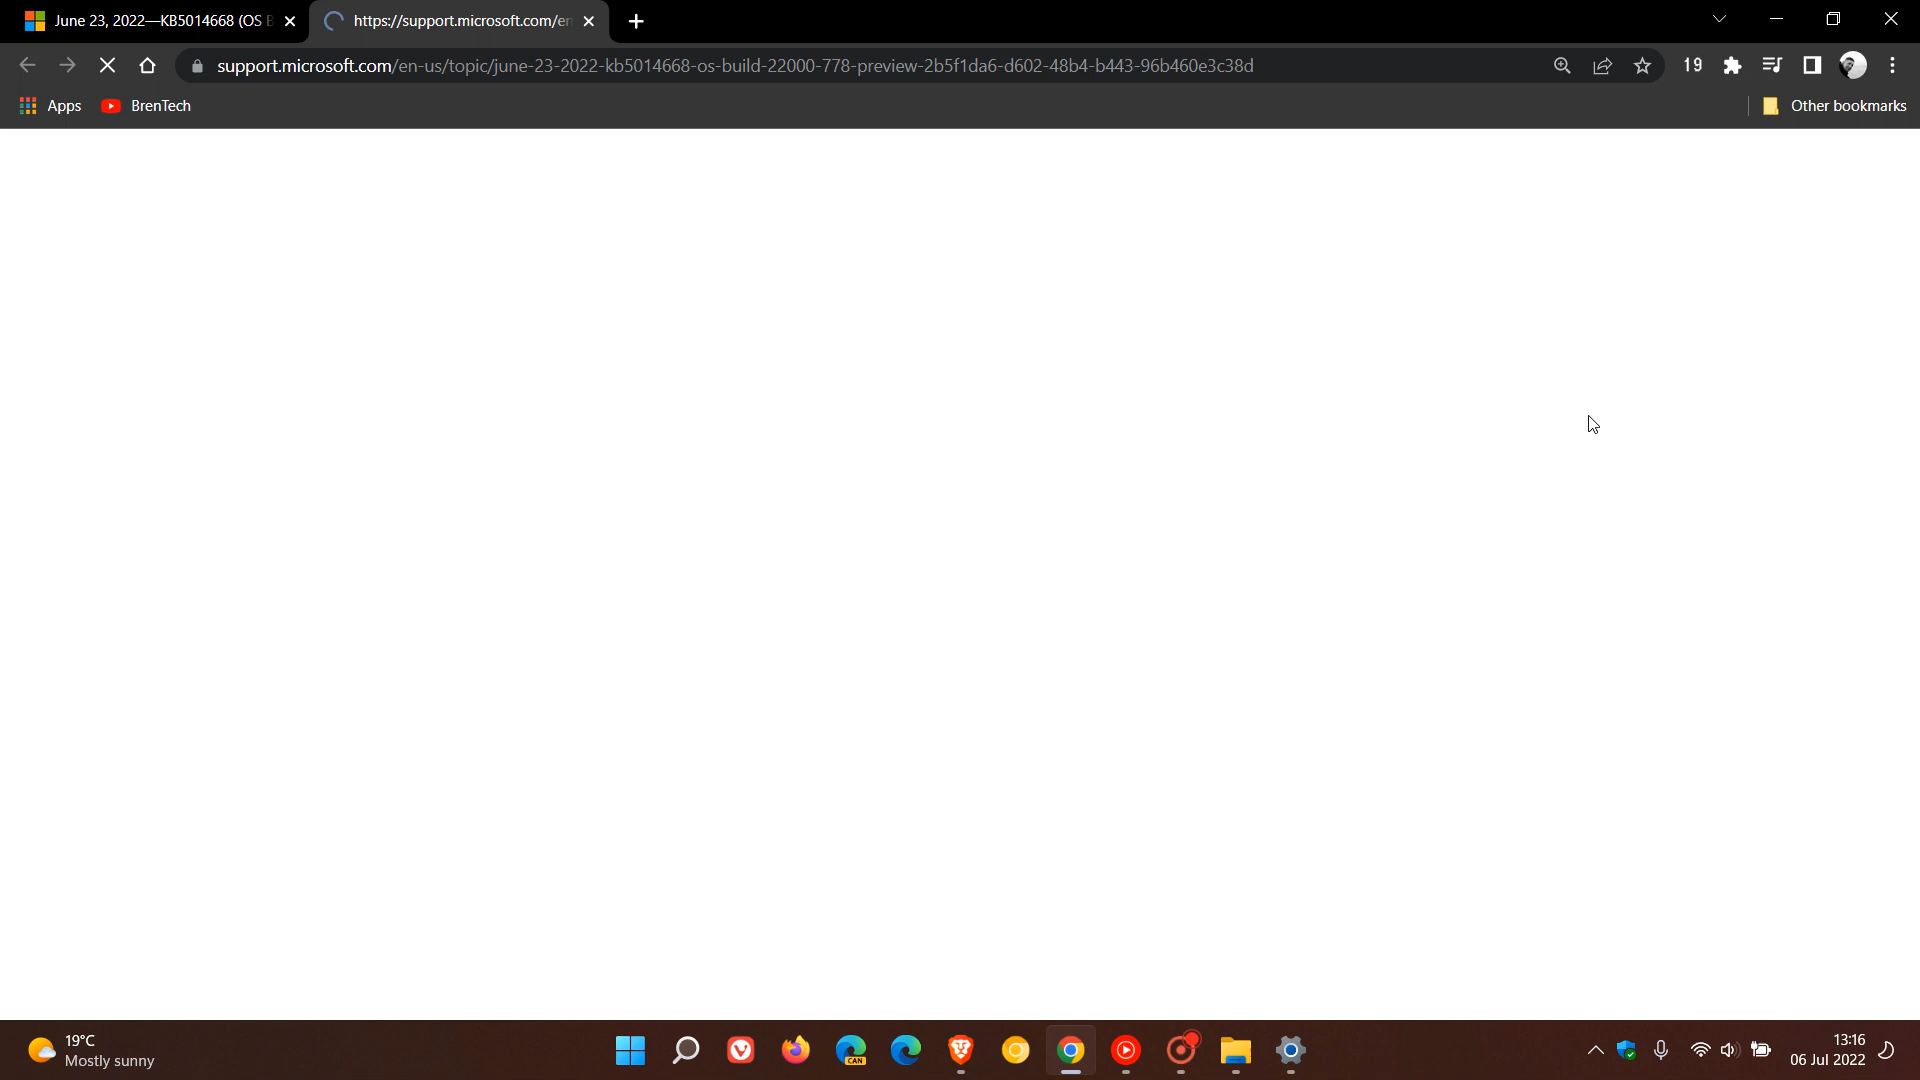 June 23, 2022—KB5014668 (OS B
https://support.microsoft.com/en
support.microsoft.com/en-us/topic/june-23-2022-kb5014668-os-build-22000-778-preview-2b5f1da6-d602-48b4-b443-96b460e3c38d
19
Apps
BrenTech
Other bookmarks
19°C
Mostly sunny
CAN
13:16
06 Jul 2022